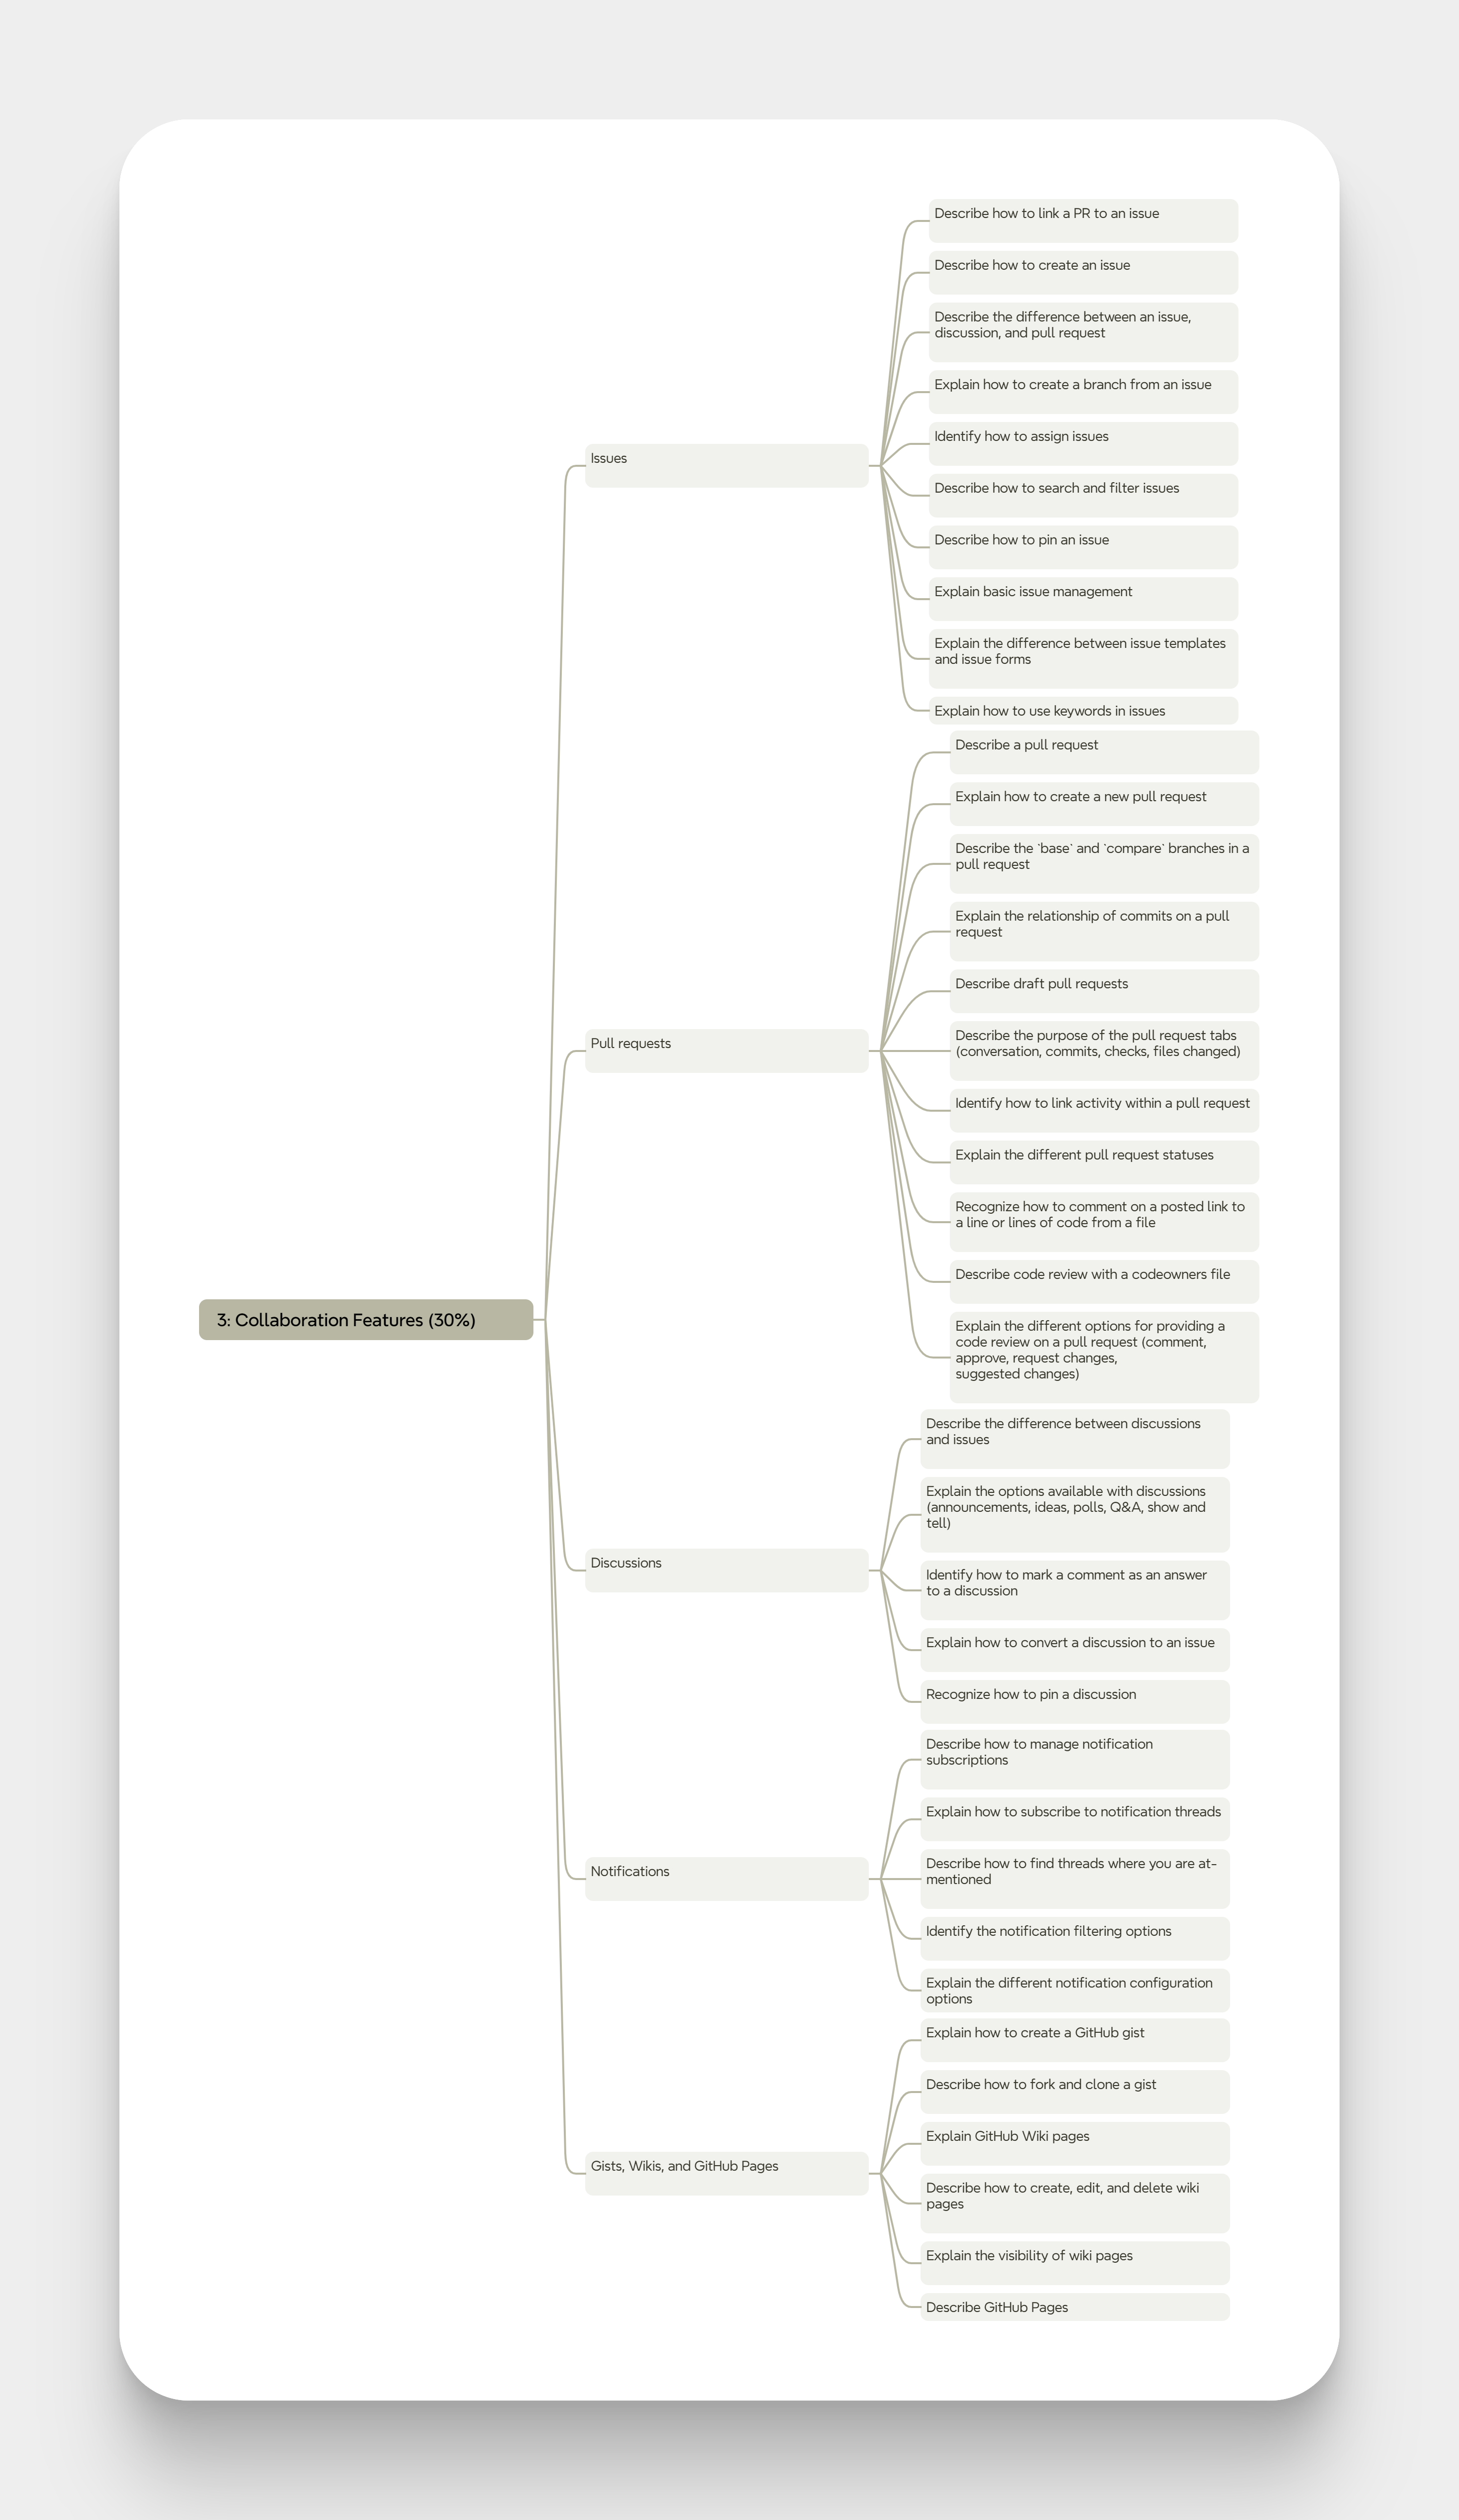 Describe how to link a PR to an issue
Describe how to create an issue
Describe the difference between an issue,
discussion, and pull request
Explain how to create a branch from an issue
Identify how to assign issues
Issues
Describe how to search and filter issues
Describe how to pin an issue
Explain basic issue management
Explain the difference between issue templates
and issue forms
Explain how to use keywords in issues
Describe a pull request
Explain how to create a new pull request
Describe the `base` and `compare` branches in a
pull request
Explain the relationship of commits on a pull
request
Describe draft pull requests
Pull requests
Describe the purpose of the pull request tabs
(conversation, commits, checks, files changed)
Identify how to link activity within a pull request
Explain the different pull request statuses
Recognize how to comment on a posted link to
a line or lines of code from a file
Describe code review with a codeowners file
3: Collaboration Features (30%)
Explain the different options for providing a
code review on a pull request (comment,
approve, request changes,
suggested changes)
Describe the difference between discussions
and issues
Explain the options available with discussions
(announcements, ideas, polls, Q&A, show and
tell)
Discussions
Identify how to mark a comment as an answer
to a discussion
Explain how to convert a discussion to an issue
Recognize how to pin a discussion
Describe how to manage notification
subscriptions
Explain how to subscribe to notification threads
Notifications
Describe how to find threads where you are at-
mentioned
Identify the notification filtering options
Explain the different notification configuration
options
Explain how to create a GitHub gist
Describe how to fork and clone a gist
Explain GitHub Wiki pages
Gists, Wikis, and GitHub Pages
Describe how to create, edit, and delete wiki
pages
Explain the visibility of wiki pages
Describe GitHub Pages